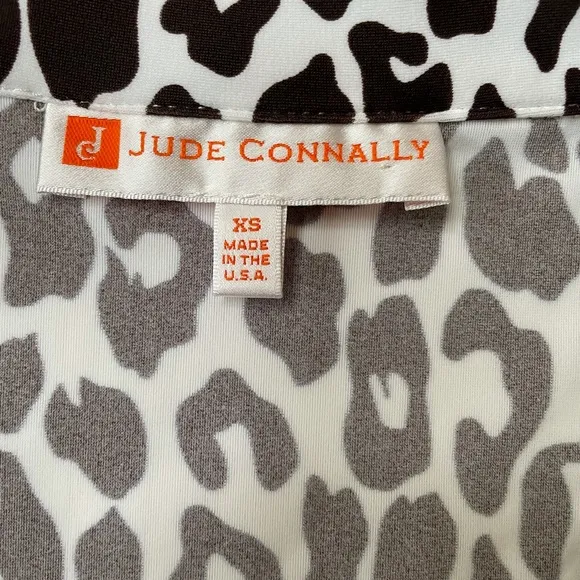 JC JUDE CONNALLY
XS
MADE
IN THE
U.S.A.